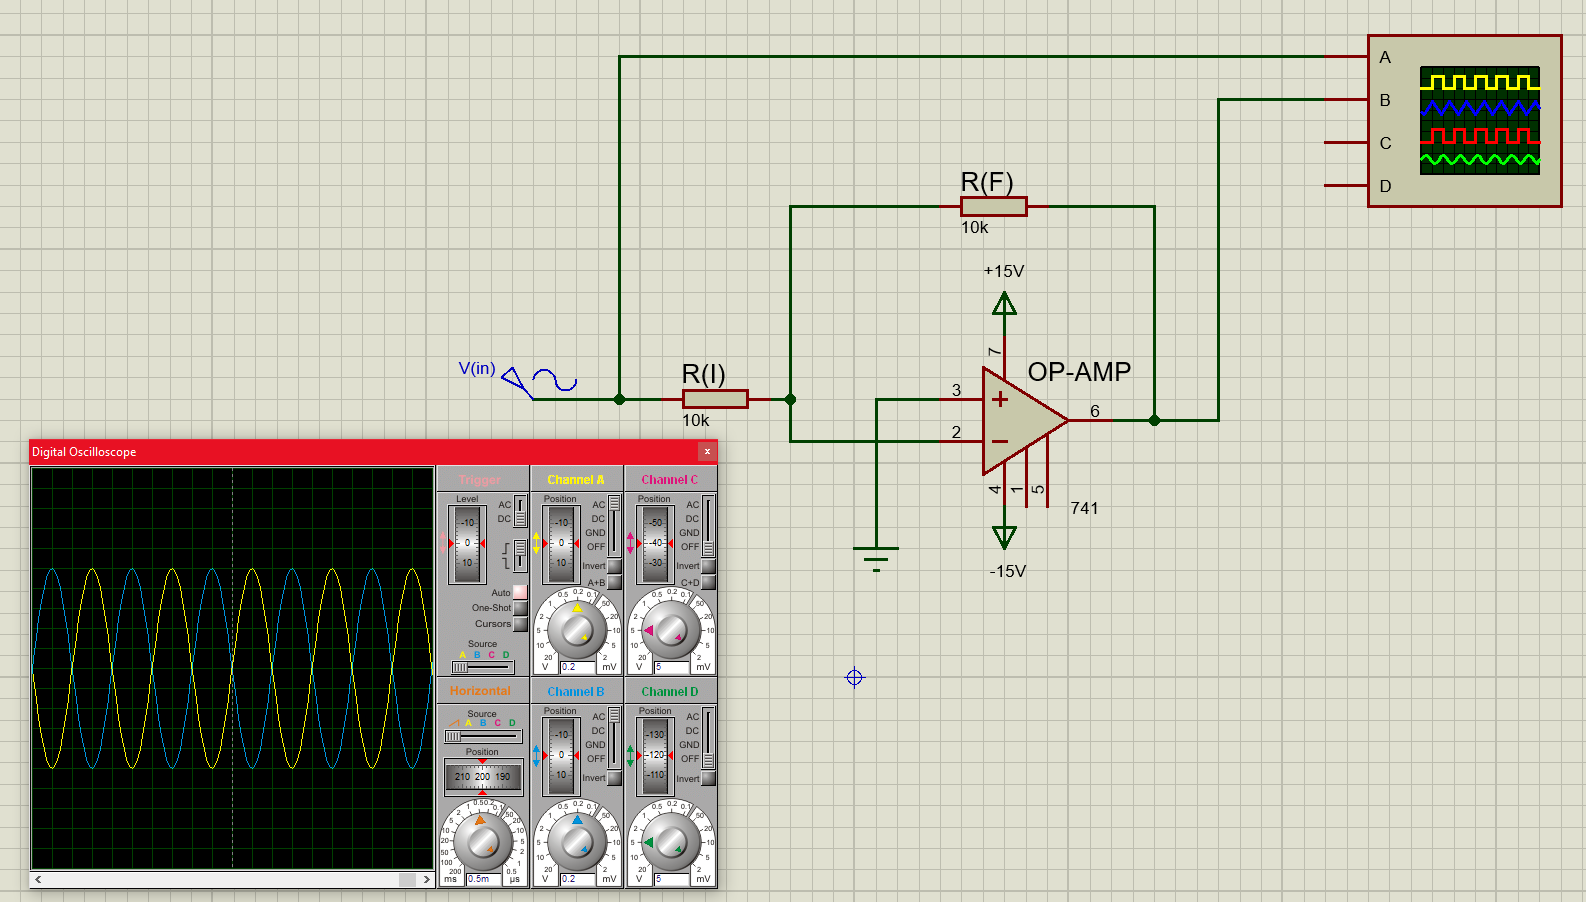 A
B
C
D
R(F)
10k
+15V
7
OP-AMP
V(in)
R(I)
10k
3
2
6
4
1
5
741
-15V
Digital Oscilloscope
x
Trigger
Level
-10
0
10
AC
DC
Auto
One-Shot
Cursors
Source
A B C D
Channel A
Position
-10
0
10
AC
DC
GND
OFF
Invert
A+B
20 10 5 2 1 0.5 0.2 0.1 50 20 10 5 2
V 0.2 mV
Channel C
Position
-50
-40
-30
AC
DC
GND
OFF
Invert
C+D
20 10 5 2 1 0.5 0.2 0.1 50 20 10 5 2
V 5 mV
Horizontal
Source
A B C D
Position
210 200 190
200 100 50 20 10 5 2 1 0.5 0.2 0.1 50 20 10 5 2 1 0.5
ms 0.5m µs
Channel B
Position
-10
0
10
AC
DC
GND
OFF
Invert
20 10 5 2 1 0.5 0.2 0.1 50 20 10 5 2
V 0.2 mV
Channel D
Position
-130
-120
-110
AC
DC
GND
OFF
Invert
20 10 5 2 1 0.5 0.2 0.1 50 20 10 5 2
V 5 mV